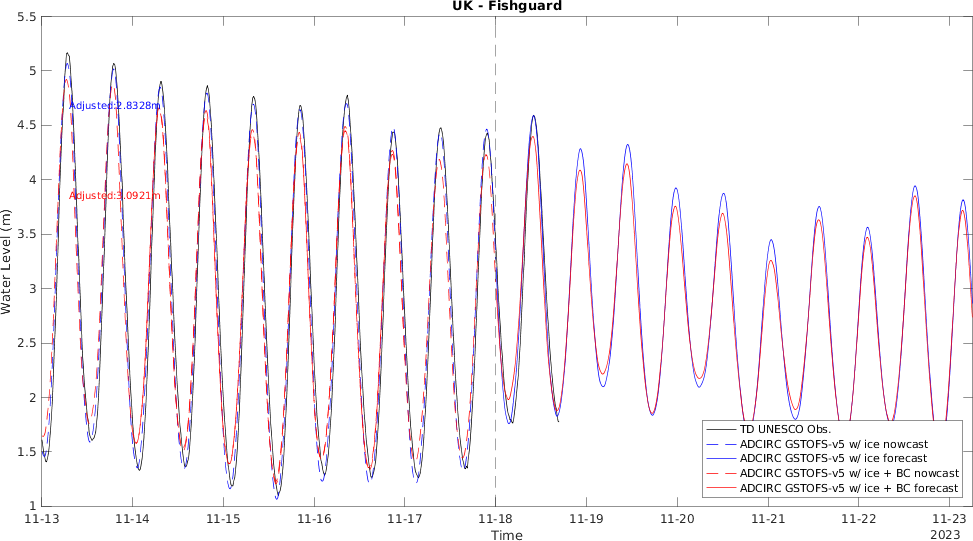 UK - Fishguard
5.5
5
4.5
4
3.5
3
2.5
2
1.5
1
Water Level (m)
Adjusted:2.8328m
Adjusted:3.0921m
TD UNESCO Obs.
ADCIRC GSTOFS-v5 w/ ice nowcast
ADCIRC GSTOFS-v5 w/ ice forecast
ADCIRC GSTOFS-v5 w/ ice + BC nowcast
ADCIRC GSTOFS-v5 w/ ice + BC forecast
11-13 11-14 11-15 11-16 11-17 11-18 11-19 11-20 11-21 11-22 11-23
Time
2023